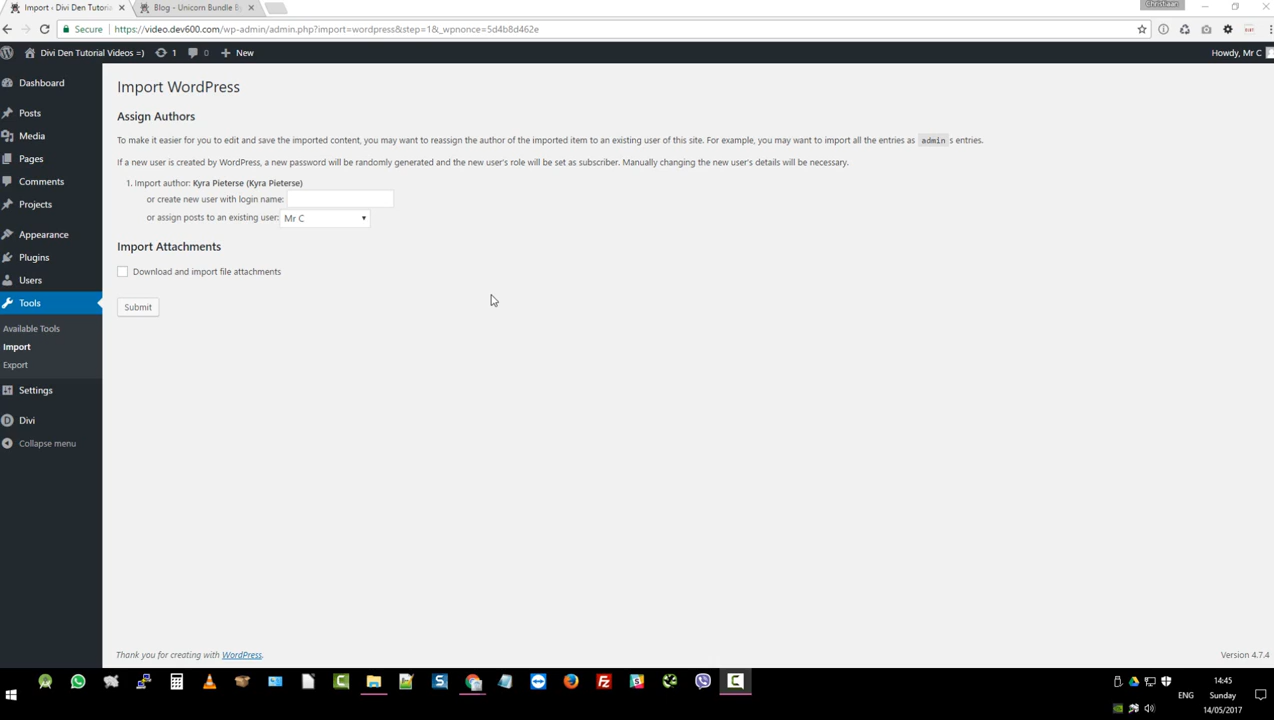 Import ‹ Divi Den Tutoria
Blog - Unicorn Bundle B
Christiaan
Secure
https://video.dev600.com/wp-admin/admin.php?import=wordpress&step=1&_wpnonce=5d4b8d462e
Divi Den Tutorial Videos =)
1
0
New
Howdy, Mr C
Dashboard
Posts
Media
Pages
Comments
Projects
Appearance
Plugins
Users
Tools
Available Tools
Import
Export
Settings
Divi
Collapse menu
Import WordPress
Assign Authors
To make it easier for you to edit and save the imported content, you may want to reassign the author of the imported item to an existing user of this site. For example, you may want to import all the entries as admin s entries.
If a new user is created by WordPress, a new password will be randomly generated and the new user's role will be set as subscriber. Manually changing the new user's details will be necessary.
1. Import author: Kyra Pieterse (Kyra Pieterse)
or create new user with login name:
or assign posts to an existing user: Mr C
Import Attachments
Download and import file attachments
Submit
Thank you for creating with WordPress.
Version 4.7.4
14:45
ENG
Sunday
14/05/2017